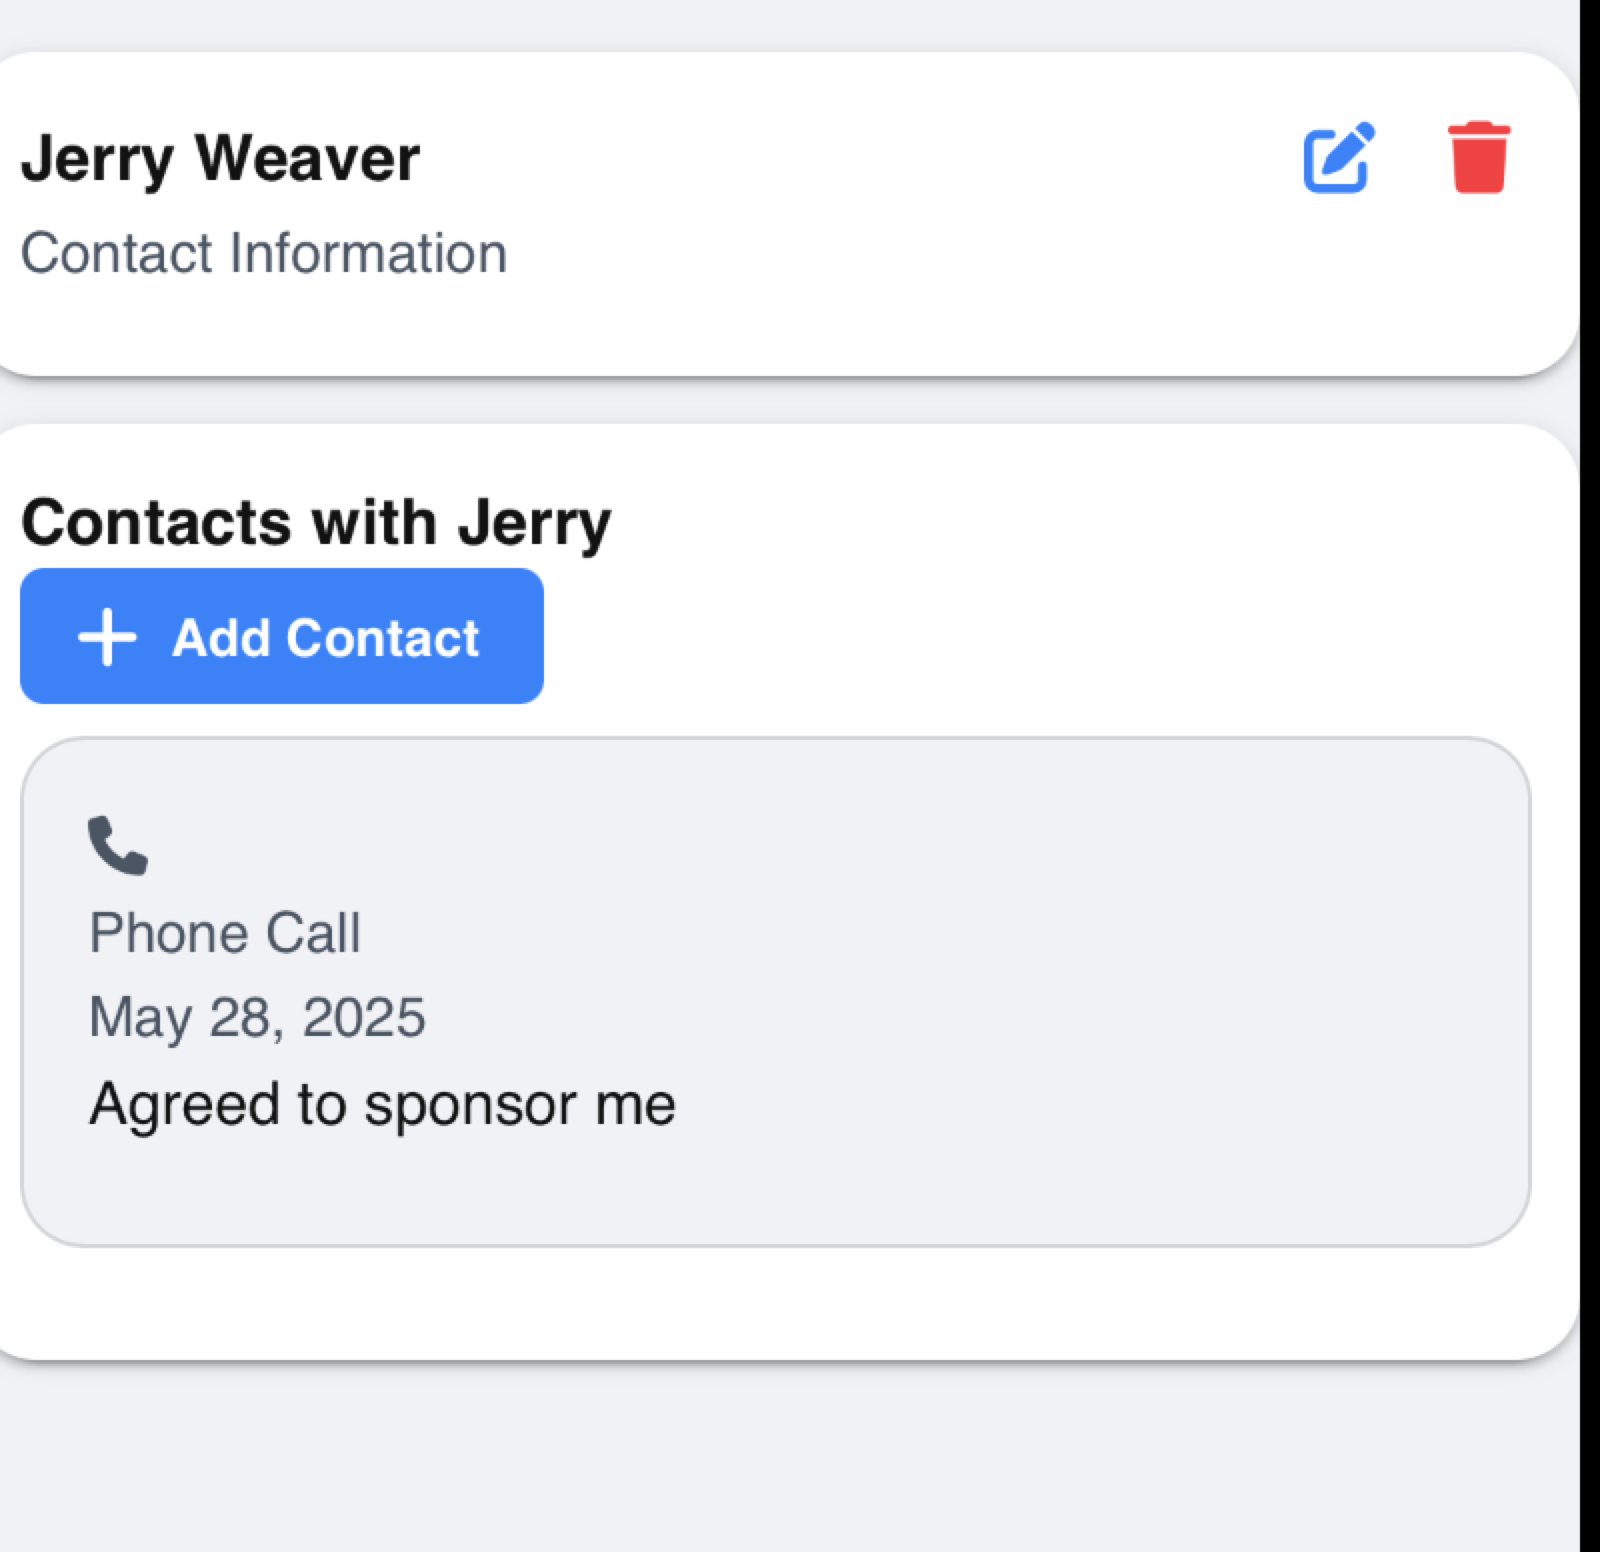 Jerry Weaver
Contact Information
Contacts with Jerry
Add Contact
Phone Call
May 28, 2025
Agreed to sponsor me